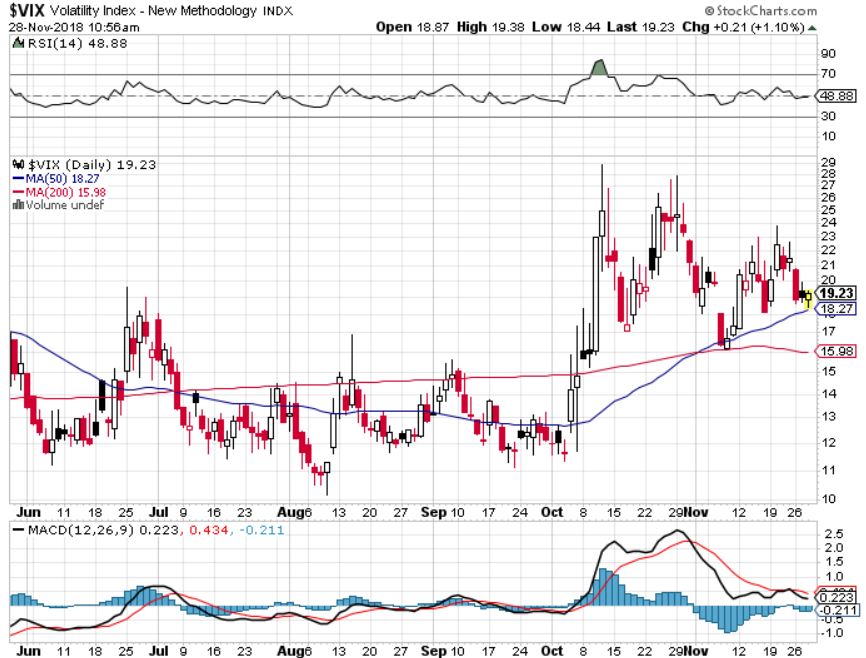 $VIX Volatility Index - New Methodology INDX
© StockCharts.com
28-Nov-2018 10:56am
Open 18.87 High 19.38 Low 18.44 Last 19.23 Chg +0.21 (+1.10%)
RSI(14) 48.88
90
70
48.88
30
10
$VIX (Daily) 19.23
MA(50) 18.27
MA(200) 15.98
Volume undef
29
28
27
26
25
24
23
22
21
20
19.23
18.27
17
15.98
15
14
13
12
11
10
Jun 11 18 25 Jul 9 16 23 Aug 6 13 20 27 Sep 10 17 24 Oct 8 15 22 29 Nov 12 19 26
MACD(12,26,9) 0.223, 0.434, -0.211
2.5
2.0
1.5
1.0
0.223
-0.211
-0.5
-1.0
Jun 11 18 25 Jul 9 16 23 Aug 6 13 20 27 Sep 10 17 24 Oct 8 15 22 29 Nov 12 19 26